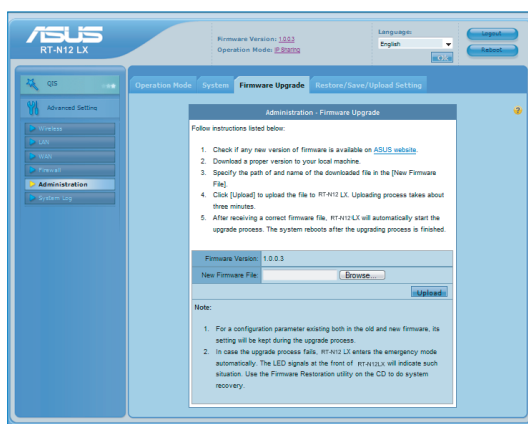 ASUS
RT-N12 LX
Firmware Version: 1.0.0.3
Operation Mode: IP Sharing
Language:
English
Logout
Reboot
QIS
Advanced Setting
Wireless
LAN
WAN
Firewall
Administration
System Log
Operation Mode System Firmware Upgrade Restore/Save/Upload Setting
Administration - Firmware Upgrade
Follow instructions listed below:
1. Check if any new version of firmware is available on ASUS website.
2. Download a proper version to your local machine.
3. Specify the path of and name of the downloaded file in the [New Firmware
File].
4. Click [Upload] to upload the file to RT-N12 LX. Uploading process takes about
three minutes.
5. After receiving a correct firmware file, RT-N12 LX will automatically start the
upgrade process. The system reboots after the upgrading process is finished.
Firmware Version: 1.0.0.3
New Firmware File: Browse...
Upload
Note:
1. For a configuration parameter existing both in the old and new firmware, its
setting will be kept during the upgrade process.
2. In case the upgrade process fails, RT-N12 LX enters the emergency mode
automatically. The LED signals at the front of RT-N12LX will indicate such
situation. Use the Firmware Restoration utility on the CD to do system
recovery.